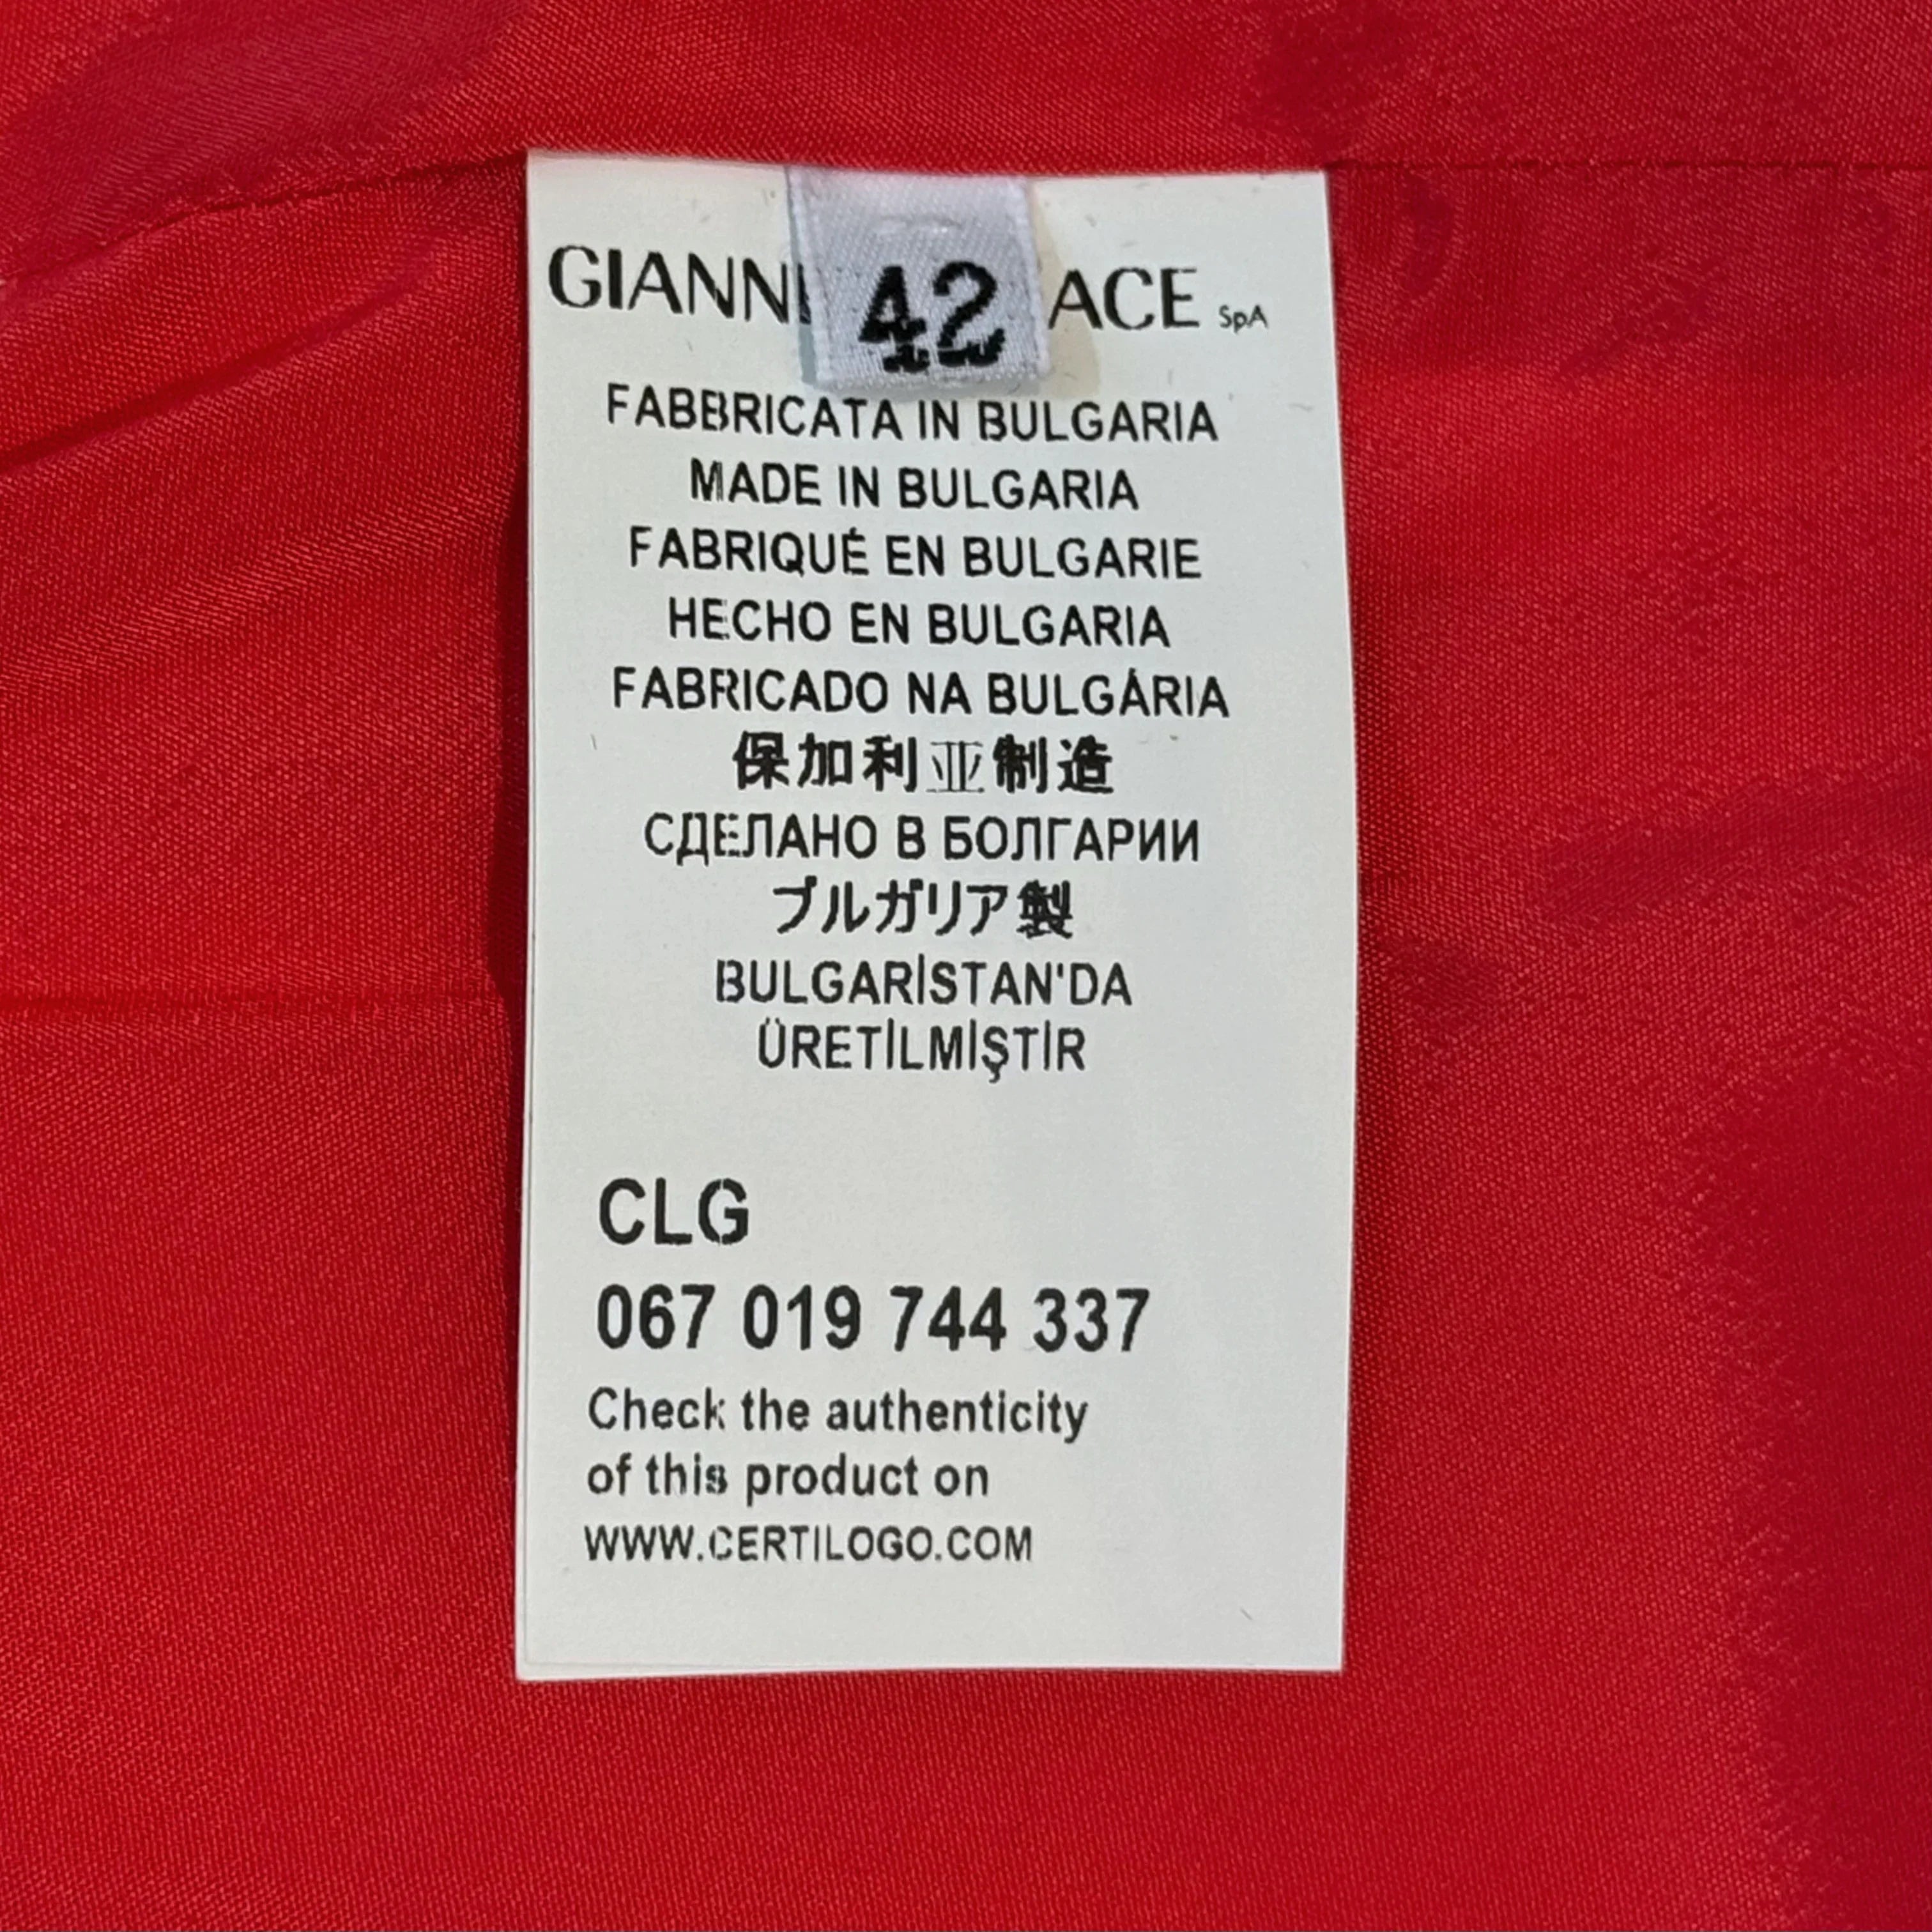 GIANNI ACE SpA
42
FABBRICATA IN BULGARIA
MADE IN BULGARIA
FABRIQUÉ EN BULGARIE
HECHO EN BULGARIA
FABRICADO NA BULGÁRIA
保加利亚制造
СДЕЛАНО В БОЛГАРИИ
ブルガリア製
BULGARİSTAN'DA
ÜRETİLMİŞTİR
CLG
067 019 744 337
Check the authenticity
of this product on
WWW.CERTILOGO.COM